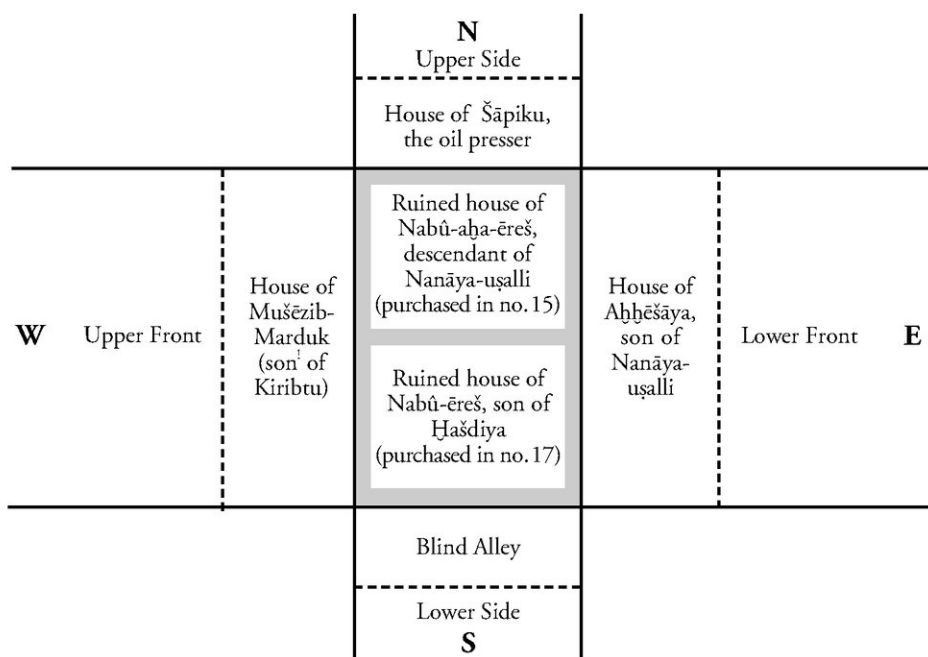 N
Upper Side
House of Šāpiku,
the oil presser
Ruined house of
Nabû-aḫa-ēreš,
descendant of
Nanāya-uṣalli
(purchased in no. 15)
House of
Mušēzib-
Marduk
(son! of
Kiribtu)
House of
Aḫḫēšāya,
son of
Nanāya-
uṣalli
W
Upper Front
Lower Front
E
Ruined house of
Nabû-ēreš, son of
Ḫašdiya
(purchased in no. 17)
Blind Alley
Lower Side
S